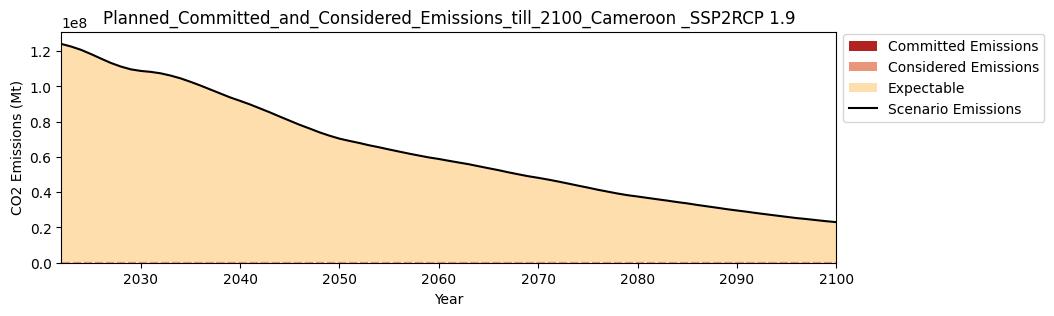 Planned_Committed_and_Considered_Emissions_till_2100_Cameroon _SSP2RCP 1.9
1e8
1.2
1.0
0.8
0.6
0.4
0.2
0.0
CO2 Emissions (Mt)
2030 2040 2050 2060 2070 2080 2090 2100
Year
Committed Emissions
Considered Emissions
Expectable
Scenario Emissions